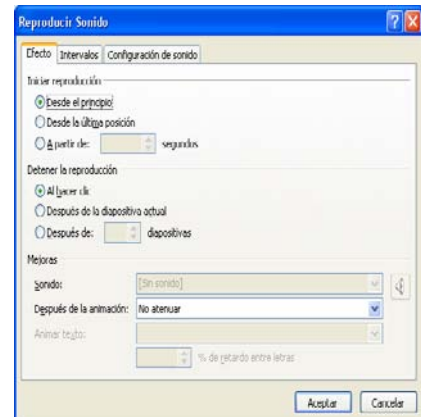 Reproducir Sonido
Efecto Intervalos Configuración de sonido
Iniciar reproducción
Desde el principio
Desde la última posición
A partir de: segundos
Detener la reproducción
Al hacer clic
Después de la diapositiva actual
Después de: diapositivas
Mejoras
Sonido: [Sin sonido]
Después de la animación: No atenuar
Animar texto:
% de retardo entre letras
Aceptar Cancelar